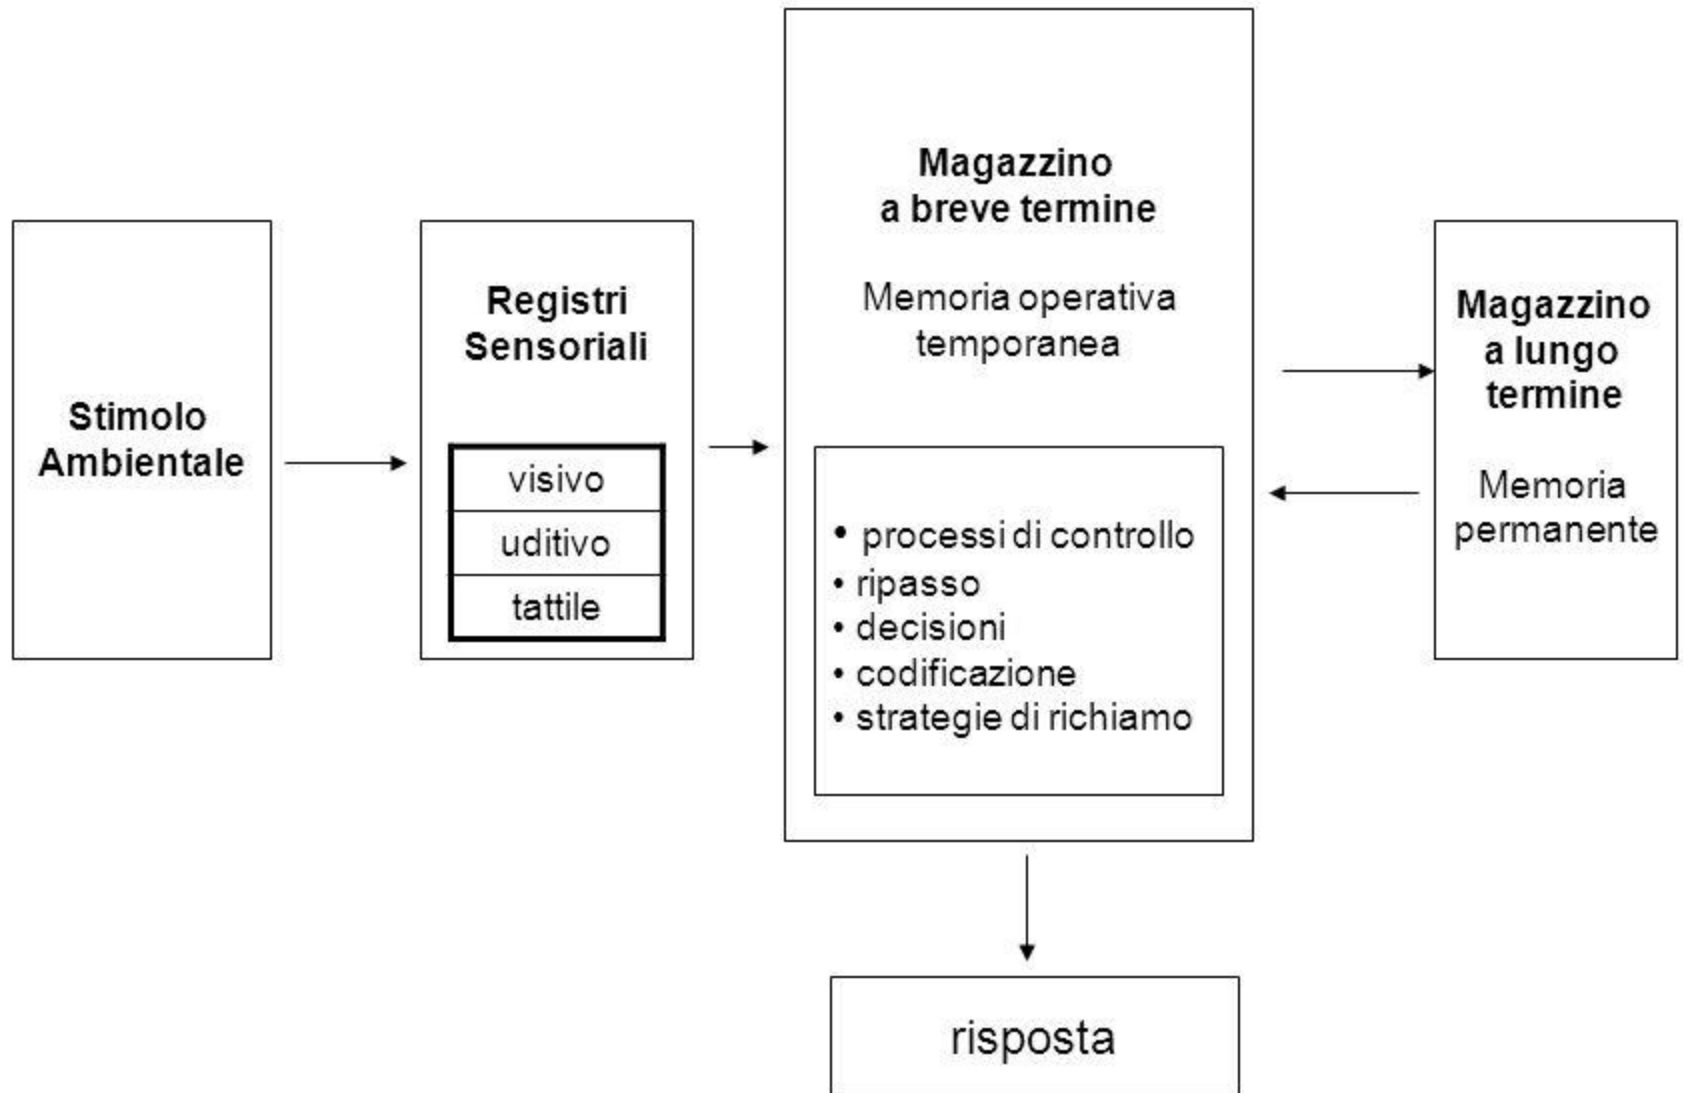 Stimolo
Ambientale
Registri
Sensoriali
visivo
uditivo
tattile
Magazzino
a breve termine
Memoria operativa
temporanea
• processi di controllo
• ripasso
• decisioni
• codificazione
• strategie di richiamo
Magazzino
a lungo
termine
Memoria
permanente
risposta